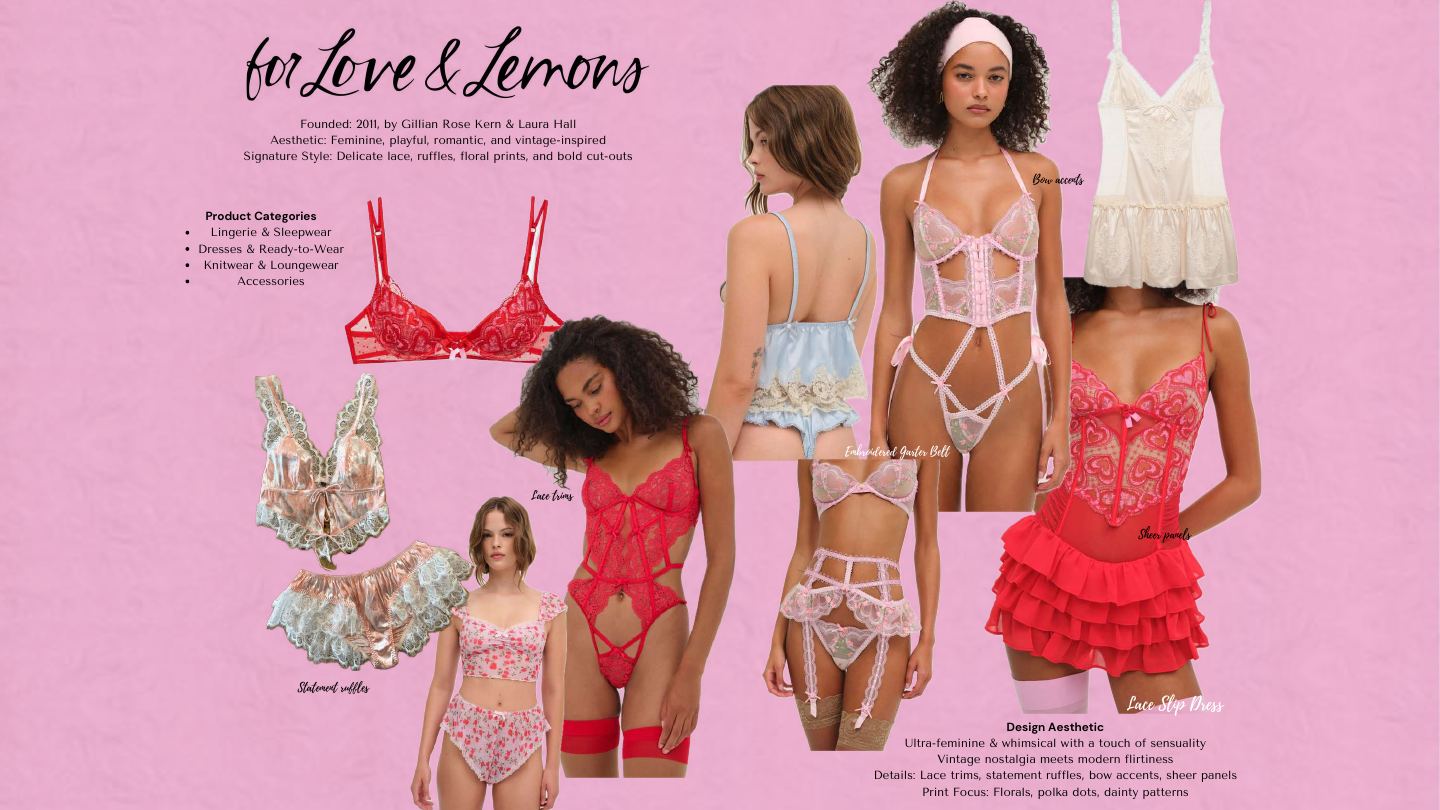 for Love & Lemons
Founded: 2011, by Gillian Rose Kern & Laura Hall
Aesthetic: Feminine, playful, romantic, and vintage-inspired
Signature Style: Delicate lace, ruffles, floral prints, and bold cut-outs
Product Categories
• Lingerie & Sleepwear
• Dresses & Ready-to-Wear
• Knitwear & Loungewear
• Accessories
Bow accents
Embroidered Garter Belt
Lace trims
Sheer panels
Statement ruffles
Lace Slip Dress
Design Aesthetic
Ultra-feminine & whimsical with a touch of sensuality
Vintage nostalgia meets modern flirtiness
Details: Lace trims, statement ruffles, bow accents, sheer panels
Print Focus: Florals, polka dots, dainty patterns